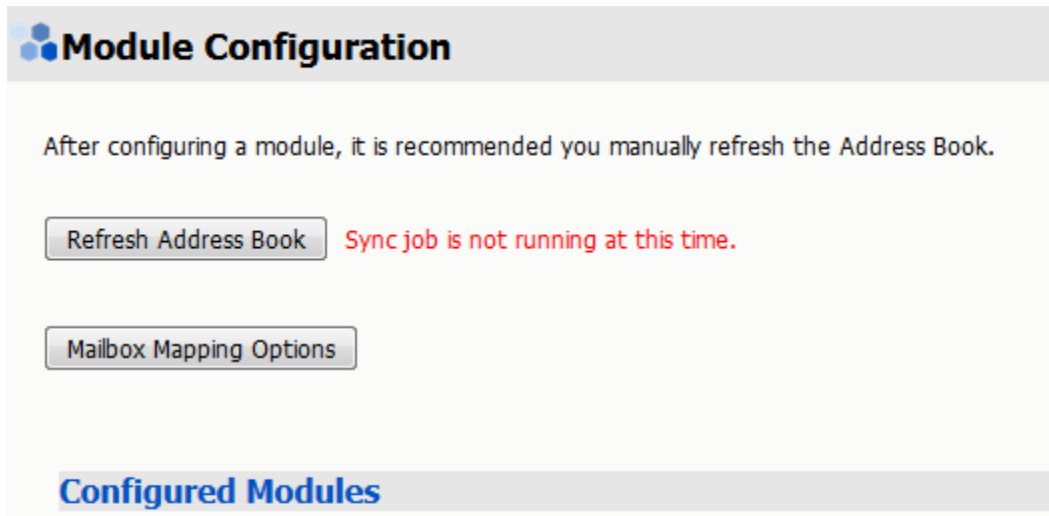 Module Configuration
After configuring a module, it is recommended you manually refresh the Address Book.
Refresh Address Book Sync job is not running at this time.
Mailbox Mapping Options
Configured Modules